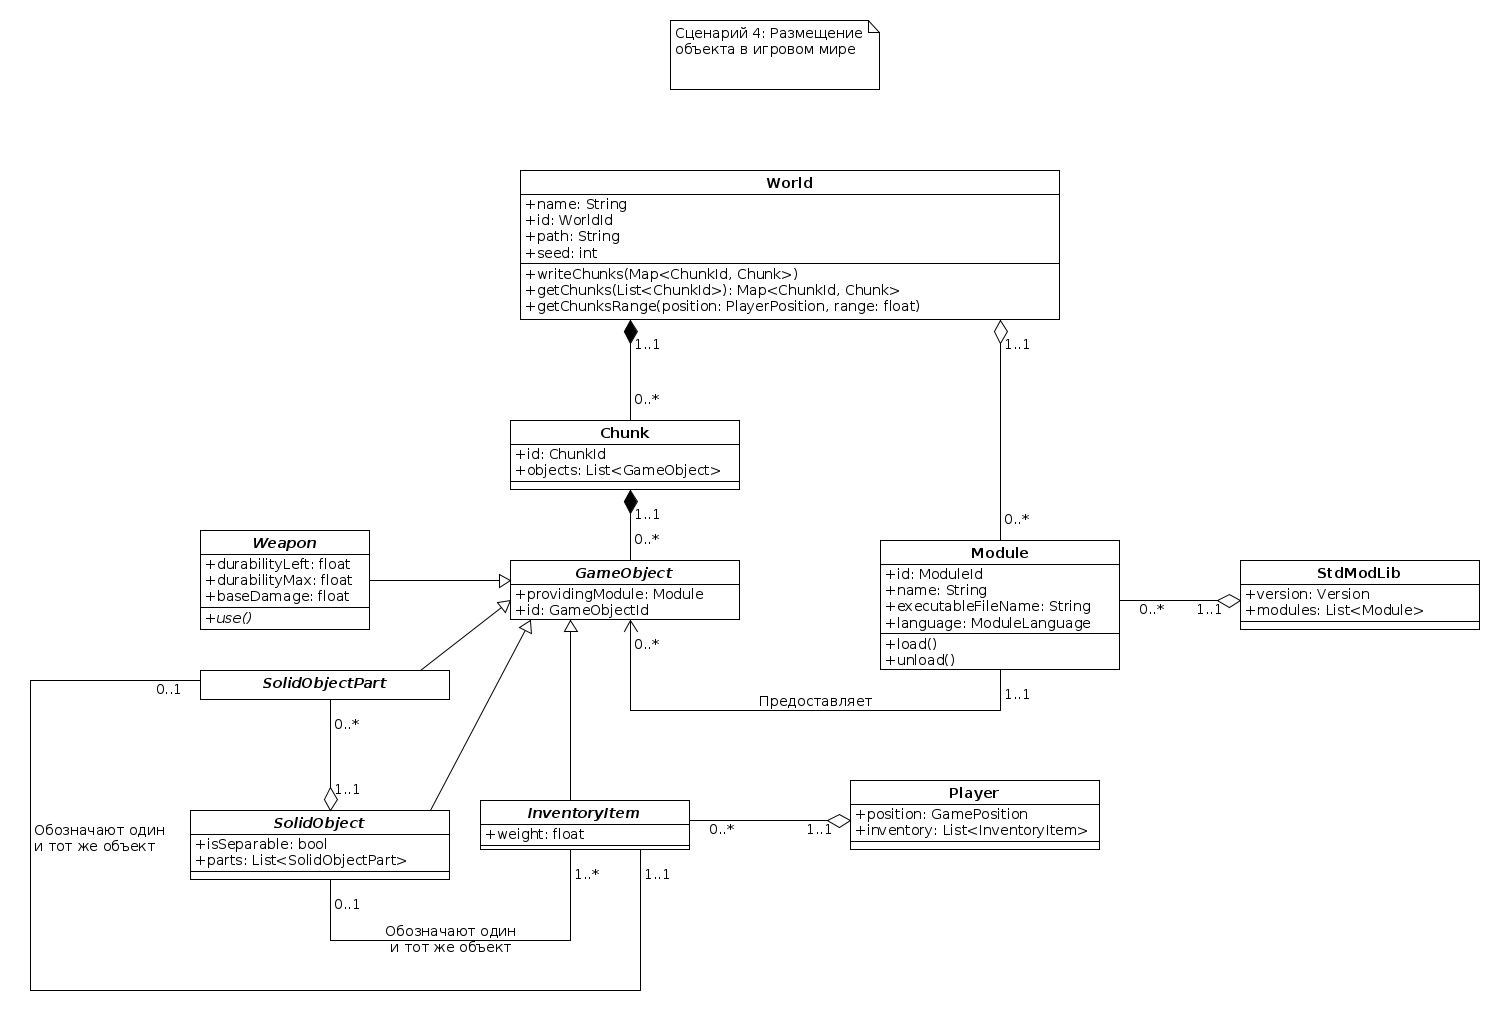 Сценарий 4: Размещение
объекта в игровом мире
World
+name: String
+id: WorldId
+path: String
+seed: int
+writeChunks(Map<ChunkId, Chunk>)
+getChunks(List<ChunkId>): Map<ChunkId, Chunk>
+getChunksRange(position: PlayerPosition, range: float)
1..1
1..1
0..*
Chunk
+id: ChunkId
+objects: List<GameObject>
1..1
0..*
0..*
Weapon
+durabilityLeft: float
+durabilityMax: float
+baseDamage: float
+use()
GameObject
+providingModule: Module
+id: GameObjectId
Module
+id: ModuleId
+name: String
+executableFileName: String
+language: ModuleLanguage
+load()
+unload()
0..*
1..1
StdModLib
+version: Version
+modules: List<Module>
0..*
1..1
Предоставляет
SolidObjectPart
0..1
0..*
1..1
SolidObject
+isSeparable: bool
+parts: List<SolidObjectPart>
InventoryItem
+weight: float
0..*
1..1
Player
+position: GamePosition
+inventory: List<InventoryItem>
Обозначают один
и тот же объект
0..1
1..*
1..1
Обозначают один
и тот же объект